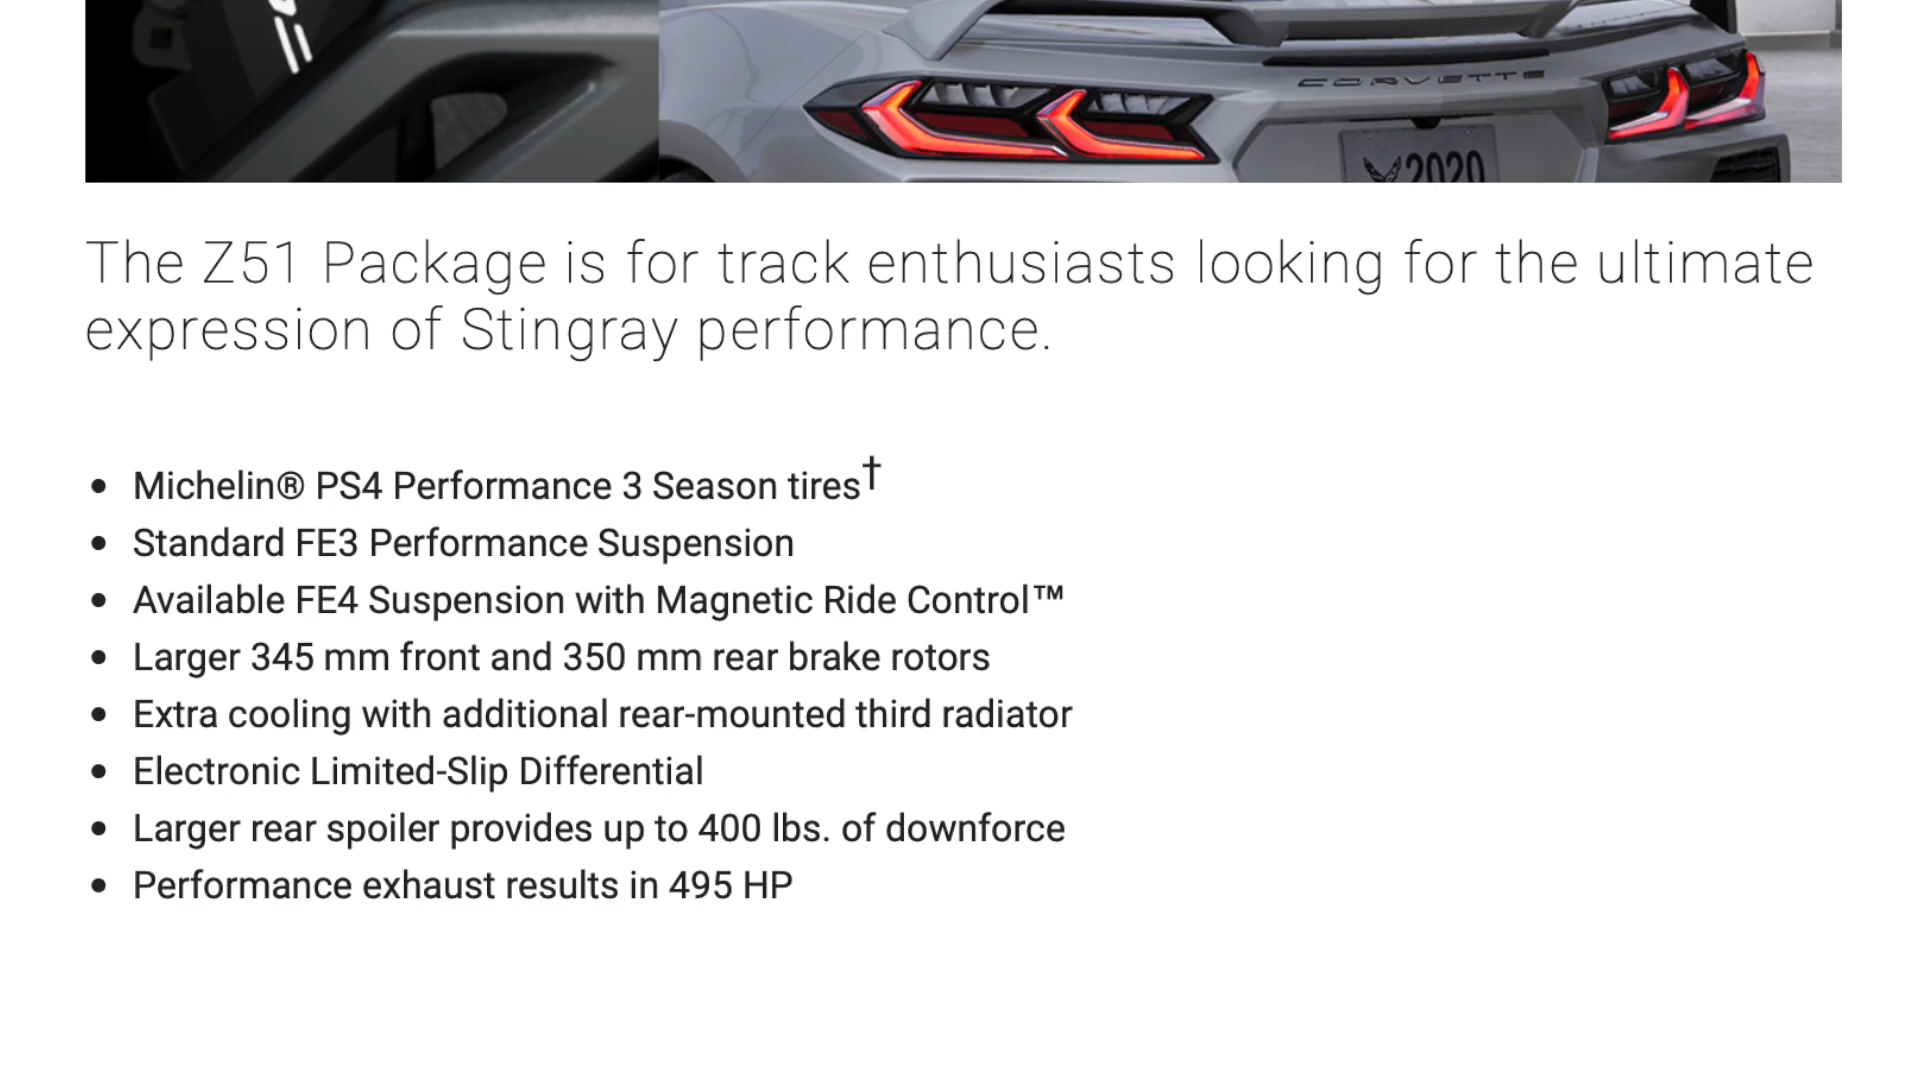 CORVETTE
2020
The Z51 Package is for track enthusiasts looking for the ultimate
expression of Stingray performance.
• Michelin® PS4 Performance 3 Season tires†
• Standard FE3 Performance Suspension
• Available FE4 Suspension with Magnetic Ride Control™
• Larger 345 mm front and 350 mm rear brake rotors
• Extra cooling with additional rear-mounted third radiator
• Electronic Limited-Slip Differential
• Larger rear spoiler provides up to 400 lbs. of downforce
• Performance exhaust results in 495 HP